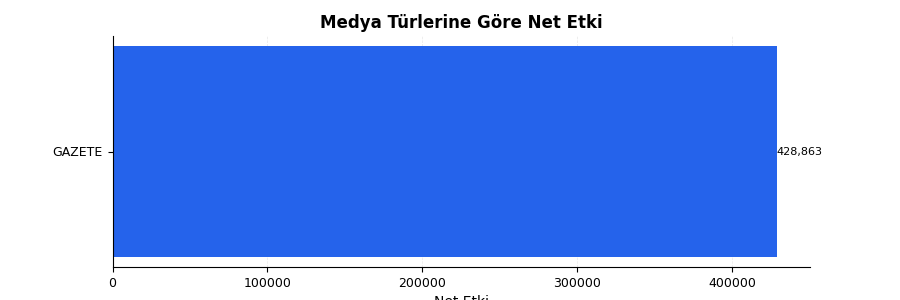 Medya Türlerine Göre Net Etki
GAZETE
428,863
0 100000 200000 300000 400000
Net Etki